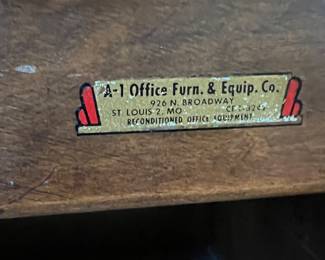 A-1 Office Furn. & Equip. Co.
926 N. BROADWAY
ST. LOUIS 2, MO.
RECONDITIONED OFFICE EQUIPMENT